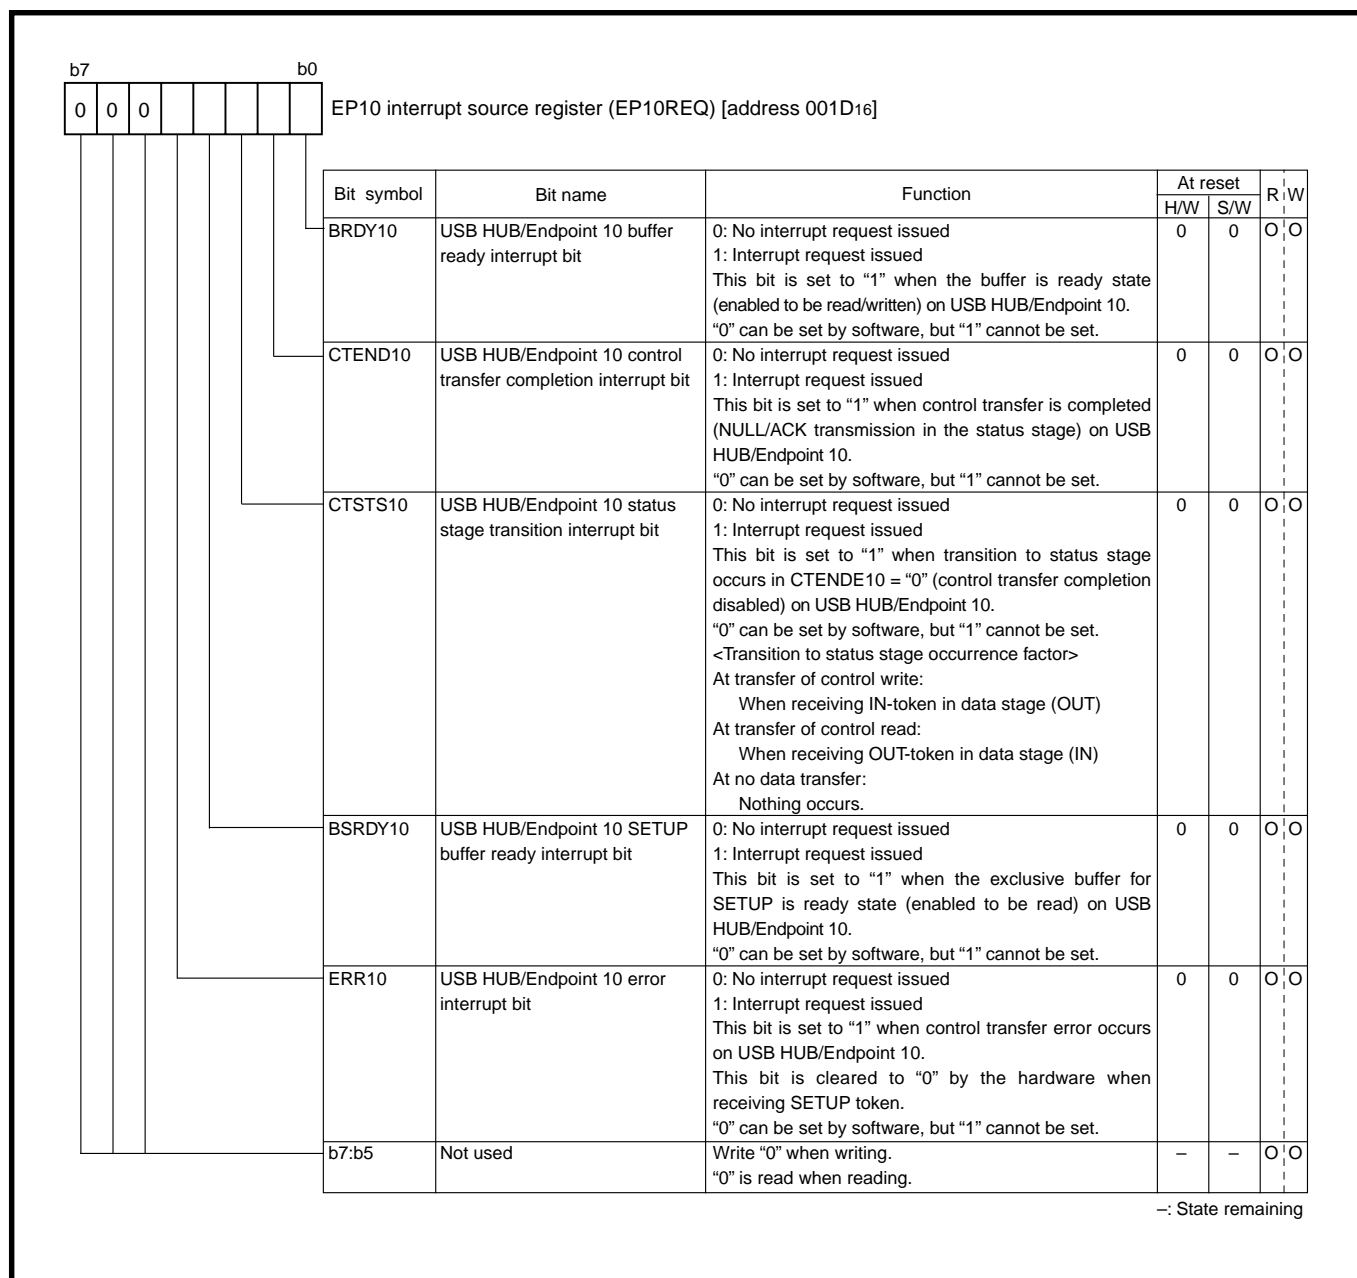 b7 b0
0 0 0
EP10 interrupt source register (EP10REQ) [address 001D16]
Bit symbol Bit name Function At reset R W
H/W S/W
BRDY10 USB HUB/Endpoint 10 buffer 0: No interrupt request issued 0 0 O O
ready interrupt bit 1: Interrupt request issued
This bit is set to “1” when the buffer is ready state
(enabled to be read/written) on USB HUB/Endpoint 10.
“0” can be set by software, but “1” cannot be set.
CTEND10 USB HUB/Endpoint 10 control 0: No interrupt request issued 0 0 O O
transfer completion interrupt bit 1: Interrupt request issued
This bit is set to “1” when control transfer is completed
(NULL/ACK transmission in the status stage) on USB
HUB/Endpoint 10.
“0” can be set by software, but “1” cannot be set.
CTSTS10 USB HUB/Endpoint 10 status 0: No interrupt request issued 0 0 O O
stage transition interrupt bit 1: Interrupt request issued
This bit is set to “1” when transition to status stage
occurs in CTENDE10 = “0” (control transfer completion
disabled) on USB HUB/Endpoint 10.
“0” can be set by software, but “1” cannot be set.
<Transition to status stage occurrence factor>
At transfer of control write:
When receiving IN-token in data stage (OUT)
At transfer of control read:
When receiving OUT-token in data stage (IN)
At no data transfer:
Nothing occurs.
BSRDY10 USB HUB/Endpoint 10 SETUP 0: No interrupt request issued 0 0 O O
buffer ready interrupt bit 1: Interrupt request issued
This bit is set to “1” when the exclusive buffer for
SETUP is ready state (enabled to be read) on USB
HUB/Endpoint 10.
“0” can be set by software, but “1” cannot be set.
ERR10 USB HUB/Endpoint 10 error 0: No interrupt request issued 0 0 O O
interrupt bit 1: Interrupt request issued
This bit is set to “1” when control transfer error occurs
on USB HUB/Endpoint 10.
This bit is cleared to “0” by the hardware when
receiving SETUP token.
“0” can be set by software, but “1” cannot be set.
b7:b5 Not used Write “0” when writing. – – O O
“0” is read when reading.
–: State remaining